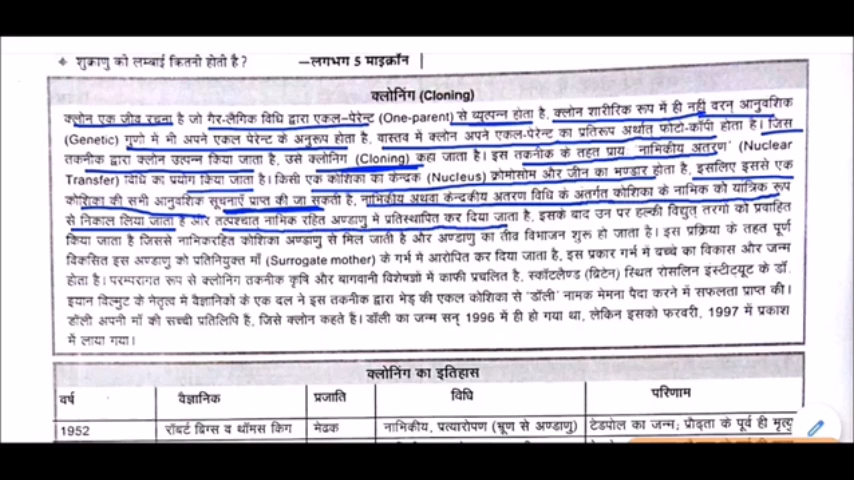 ❖ शुक्राणु की लम्बाई कितनी होती है? –लगभग 5 माइक्रॉन
क्लोनिंग (Cloning)
क्लोन एक जीव रचना है जो गैर-लैंगिक विधि द्वारा एकल-पेरेन्ट (One-parent) से व्युत्पन्न होता है, क्लोन शारीरिक रूप में ही नहीं वरन् आनुवंशिक
(Genetic) गुणो में भी अपने एकल पेरेन्ट के अनुरूप होता है, वास्तव में क्लोन अपने एकल-पेरेन्ट का प्रतिरूप अर्थात् फोटो-कॉपी होता है। जिस
तकनीक द्वारा क्लोन उत्पन्न किया जाता है, उसे क्लोनिंग (Cloning) कहा जाता है। इस तकनीक के तहत प्राय 'नाभिकीय अंतरण' (Nuclear
Transfer) विधि का प्रयोग किया जाता है। किसी एक कोशिका का केन्द्रक (Nucleus) क्रोमोसोम और जीन का भण्डार होता है, इसलिए इससे एक
कोशिका की सभी आनुवंशिक सूचनाएँ प्राप्त की जा सकती है, नाभिकीय अथवा केन्द्रकीय अंतरण विधि के अंतर्गत कोशिका के नाभिक को यांत्रिक रूप
से निकाल लिया जाता है और तत्पश्चात नाभिक रहित अण्डाणु मे प्रतिस्थापित कर दिया जाता है, इसके बाद उन पर हल्की विद्युत् तरंगो को प्रवाहित
किया जाता है जिससे नाभिकरहित कोशिका अण्डाणु से मिल जाती है और अण्डाणु का तीव्र विभाजन शुरू हो जाता है। इस प्रक्रिया के तहत पूर्ण
विकसित इस अण्डाणु को प्रतिनियुक्त माँ (Surrogate mother) के गर्भ में आरोपित कर दिया जाता है, इस प्रकार गर्भ में बच्चे का विकास और जन्म
होता है। परम्परागत रूप से क्लोनिंग तकनीक कृषि और बागवानी विशेषज्ञों में काफी प्रचलित है, स्कॉटलैण्ड (ब्रिटेन) स्थित रोसलिन इंस्टीट्यूट के डॉ.
इयान विल्मुट के नेतृत्व में वैज्ञानिको के एक दल ने इस तकनीक द्वारा भेड़ की एकल कोशिका से 'डॉली' नामक मेमना पैदा करने में सफलता प्राप्त की।
डॉली अपनी माँ की सच्ची प्रतिलिपि है, जिसे क्लोन कहते है। डॉली का जन्म सन् 1996 में ही हो गया था, लेकिन इसको फरवरी, 1997 में प्रकाश
में लाया गया।
क्लोनिंग का इतिहास
वर्ष वैज्ञानिक प्रजाति विधि परिणाम
1952 रॉबर्ट ब्रिग्स व थॉमस किंग मेढक नाभिकीय, प्रत्यारोपण (भ्रूण से अण्डाणु) टेडपोल का जन्म; प्रौढ़ता के पूर्व ही मृत्यु